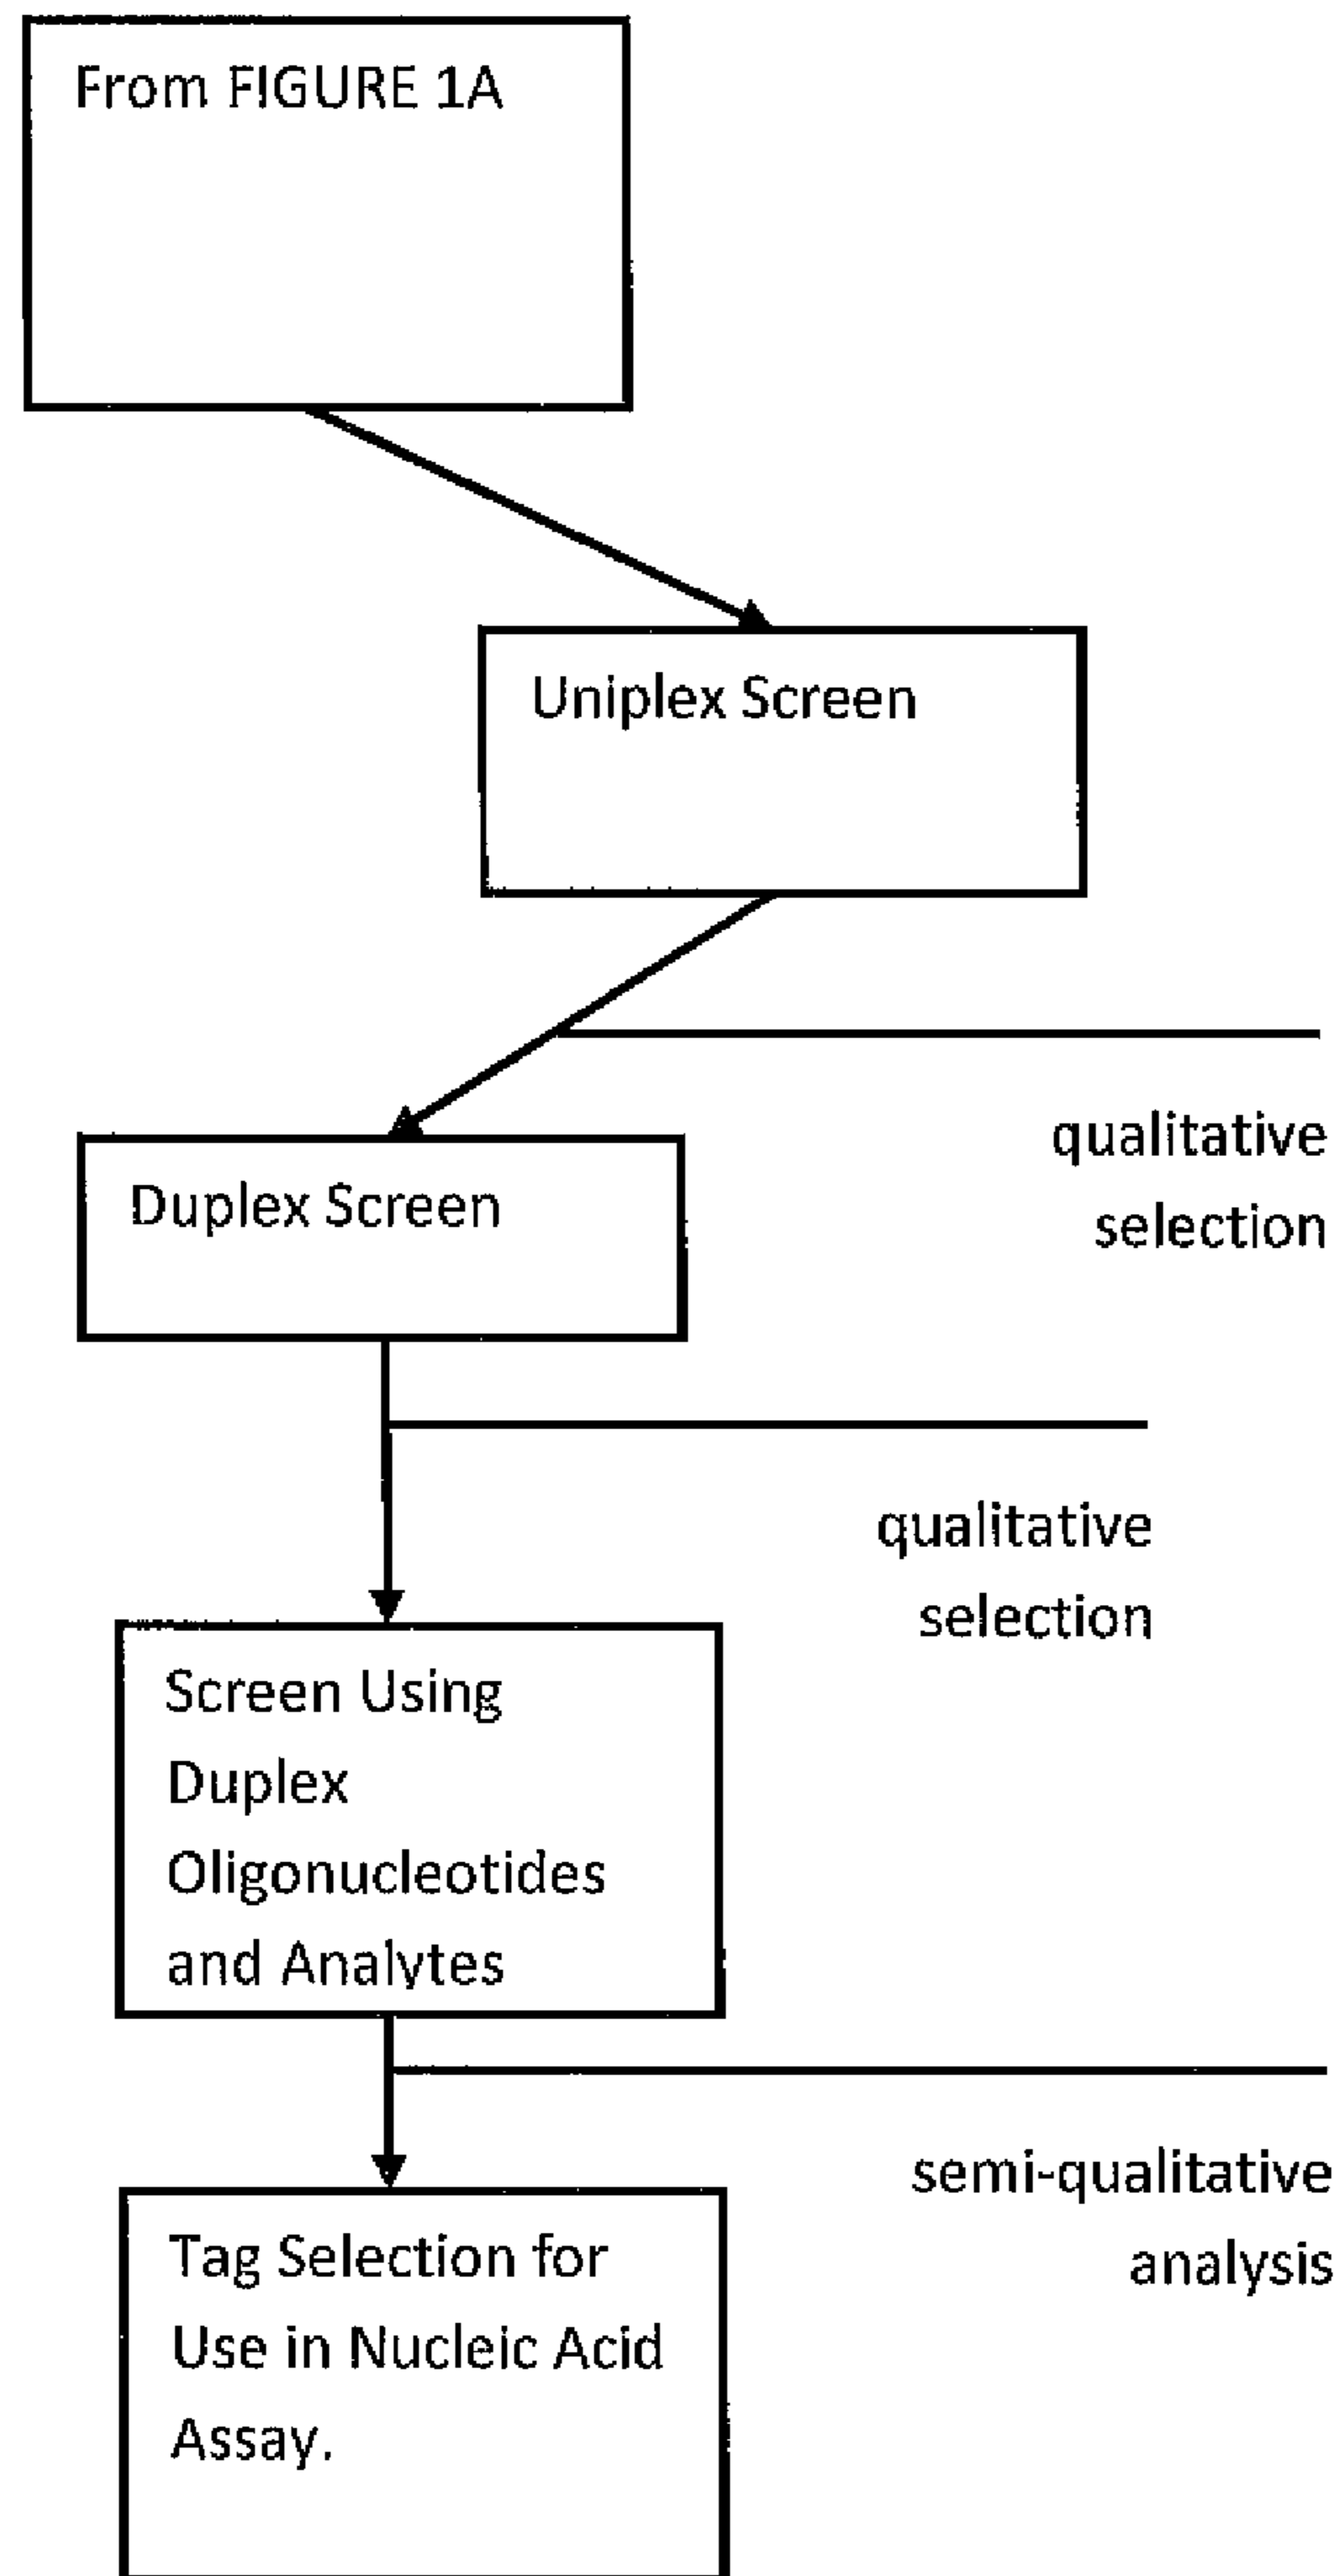 From FIGURE 1A
Uniplex Screen
qualitative
selection
Duplex Screen
qualitative
selection
Screen Using
Duplex
Oligonucleotides
and Analytes
semi-qualitative
analysis
Tag Selection for
Use in Nucleic Acid
Assay.